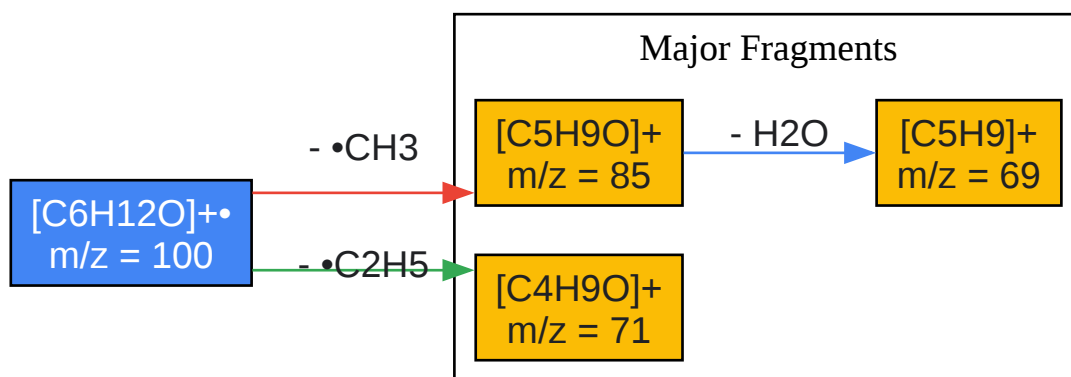 Major Fragments
[C6H12O]+•
m/z = 100
- •CH3
- •C2H5
[C5H9O]+
m/z = 85
- H2O
[C5H9]+
m/z = 69
[C4H9O]+
m/z = 71